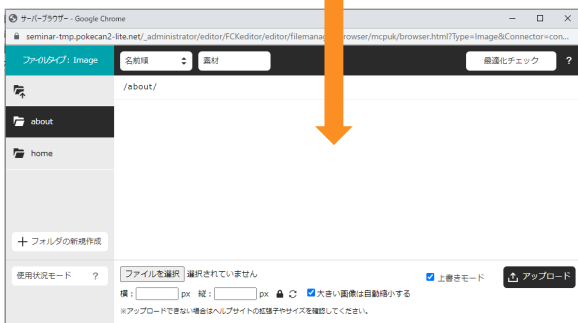 サーバーブラウザー - Google Chrome
seminar-tmp.pokecan2-lite.net/_administrator/editor/FCKeditor/editor/filemana rowser/mcpuk/browser.html?Type=Image&Connector=con...
ファイルタイプ: Image
名前順
素材
最適化チェック
?
/about/
about
home
+ フォルダの新規作成
使用状況モード ?
ファイルを選択 選択されていません
上書きモード
アップロード
横: px 縦: px 大きい画像は自動縮小する
※アップロードできない場合はヘルプサイトの拡張子やサイズを確認してください。